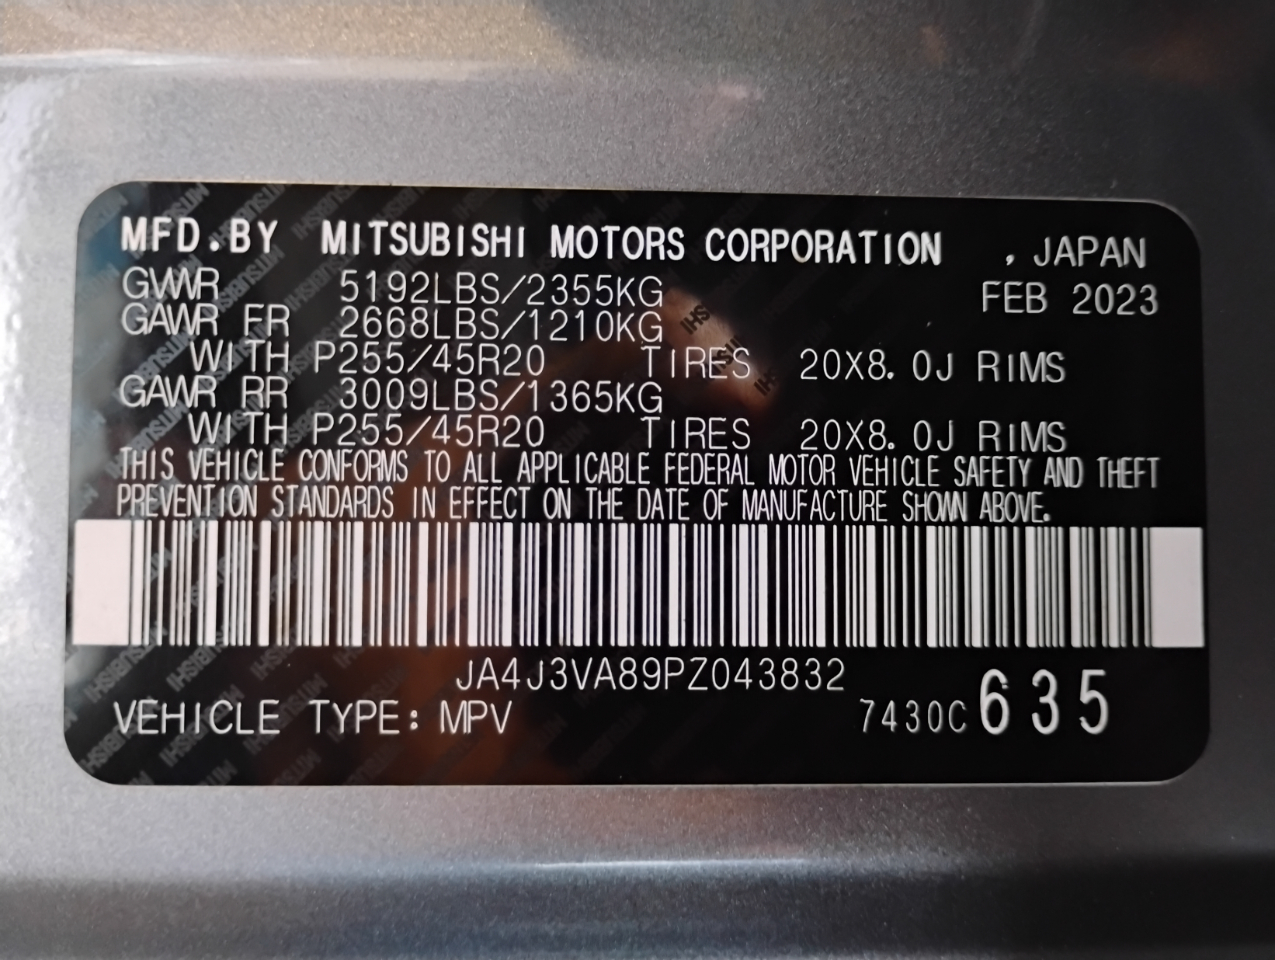 MFD.BY MITSUBISHI MOTORS CORPORATION , JAPAN
GVWR 5192LBS/2355KG FEB 2023
GAWR FR 2668LBS/1210KG
WITH P255/45R20 TIRES 20X8.0J RIMS
GAWR RR 3009LBS/1365KG
WITH P255/45R20 TIRES 20X8.0J RIMS
THIS VEHICLE CONFORMS TO ALL APPLICABLE FEDERAL MOTOR VEHICLE SAFETY AND THEFT
PREVENTION STANDARDS IN EFFECT ON THE DATE OF MANUFACTURE SHOWN ABOVE.
JA4J3VA89PZ043832
VEHICLE TYPE: MPV 7430C 635